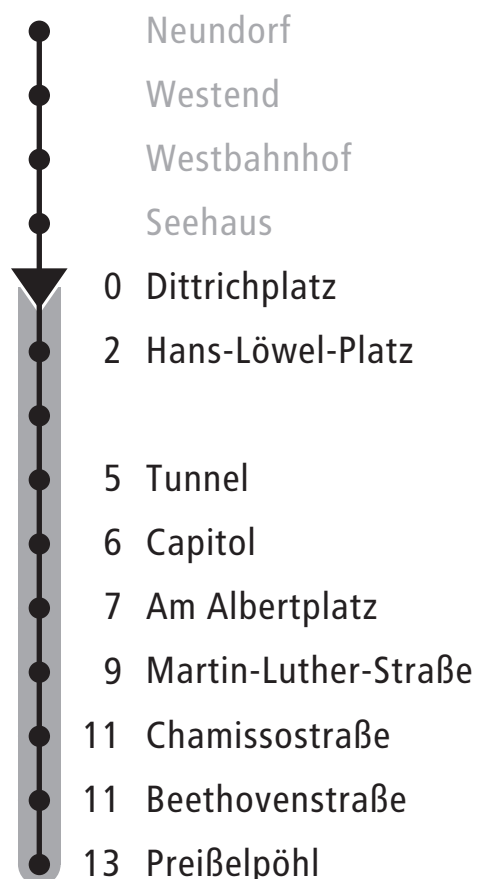 Neundorf
Westend
Westbahnhof
Seehaus
0 Dittrichplatz
2 Hans-Löwel-Platz
5 Tunnel
6 Capitol
7 Am Albertplatz
9 Martin-Luther-Straße
11 Chamissostraße
11 Beethovenstraße
13 Preißelpöhl